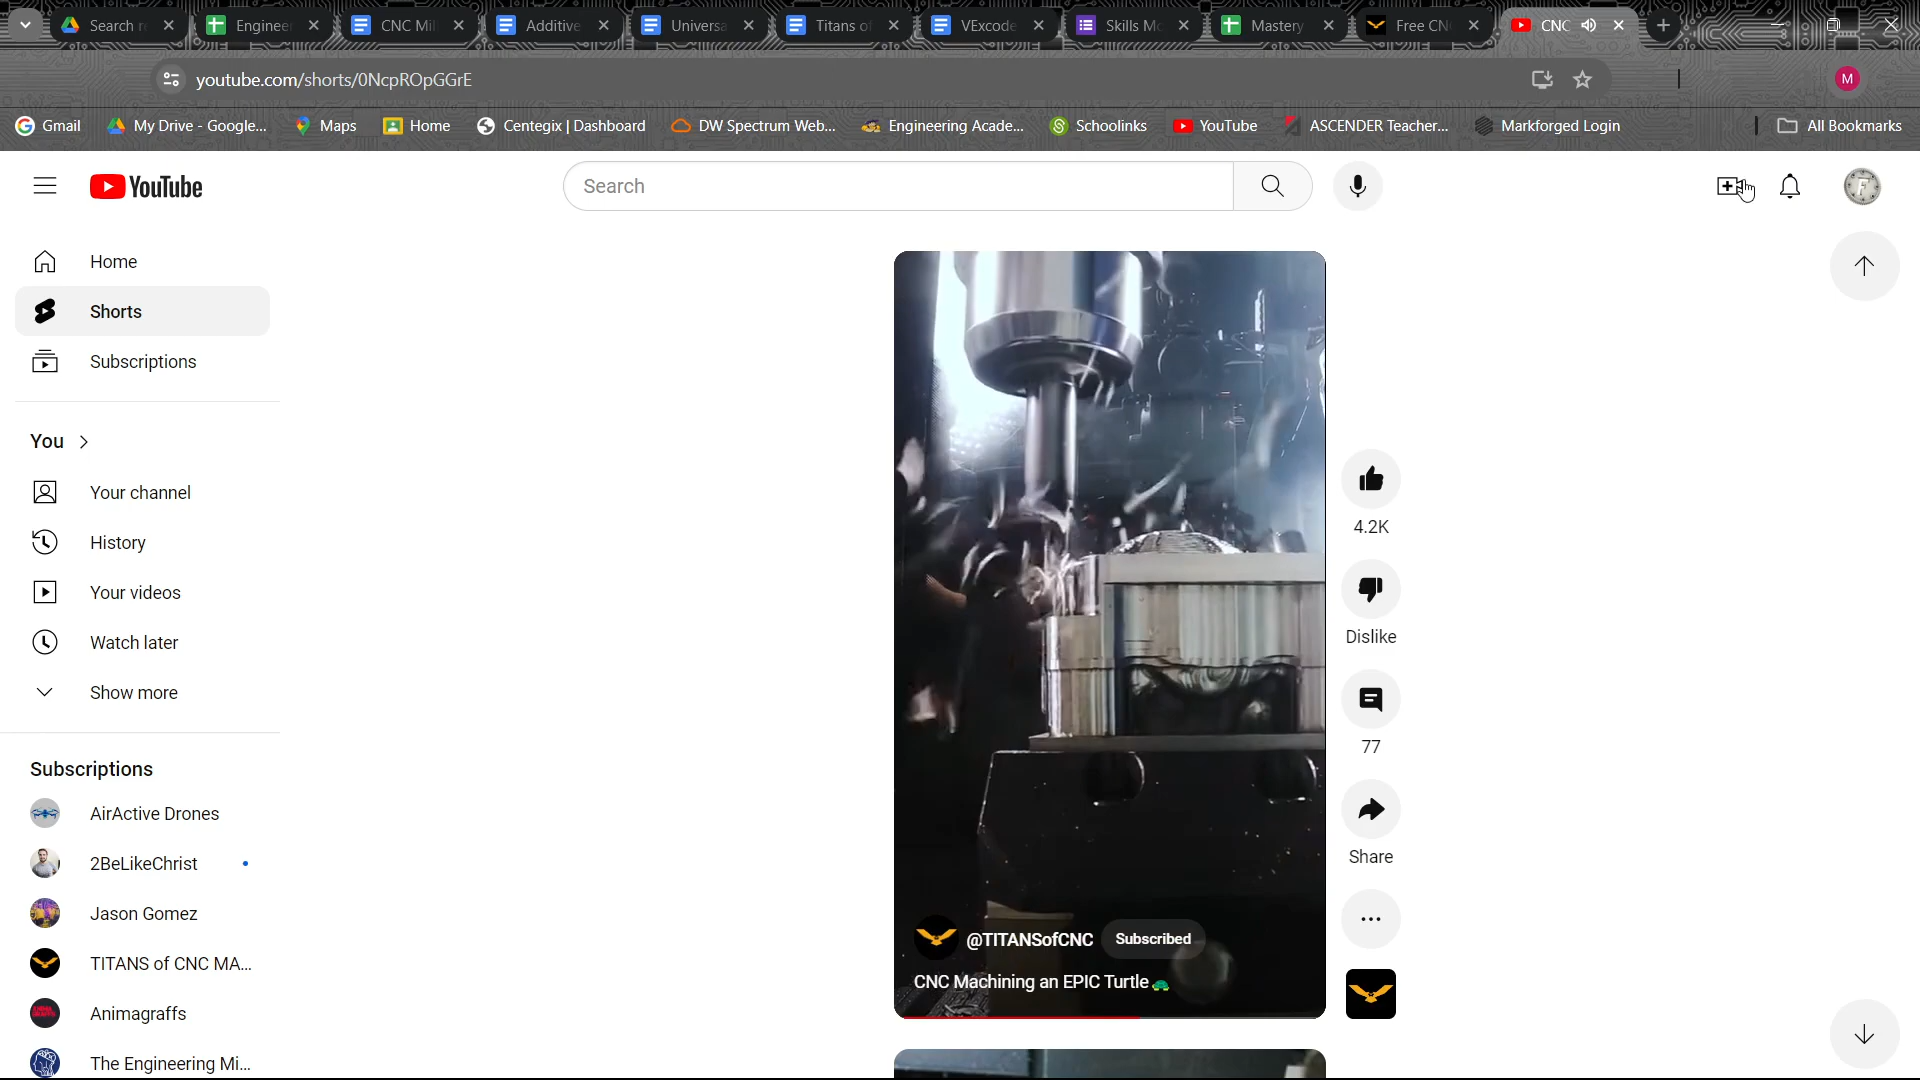 Search r
Engineer
CNC Mil
Additive
Universa
Titans of
VExcode
Skills Mo
Mastery
Free CN
CNC
youtube.com/shorts/0NcpROpGGrE
M
Gmail
My Drive - Google...
Maps
Home
Centegix | Dashboard
DW Spectrum Web...
Engineering Acade...
Schoolinks
YouTube
ASCENDER Teacher...
Markforged Login
All Bookmarks
YouTube
Search
Home
Shorts
Subscriptions
You
Your channel
History
Your videos
Watch later
Show more
Subscriptions
AirActive Drones
2BeLikeChrist
Jason Gomez
TITANS of CNC MA...
Animagraffs
The Engineering Mi...
4.2K
Dislike
77
Share
@TITANSofCNC Subscribed
CNC Machining an EPIC Turtle🐢